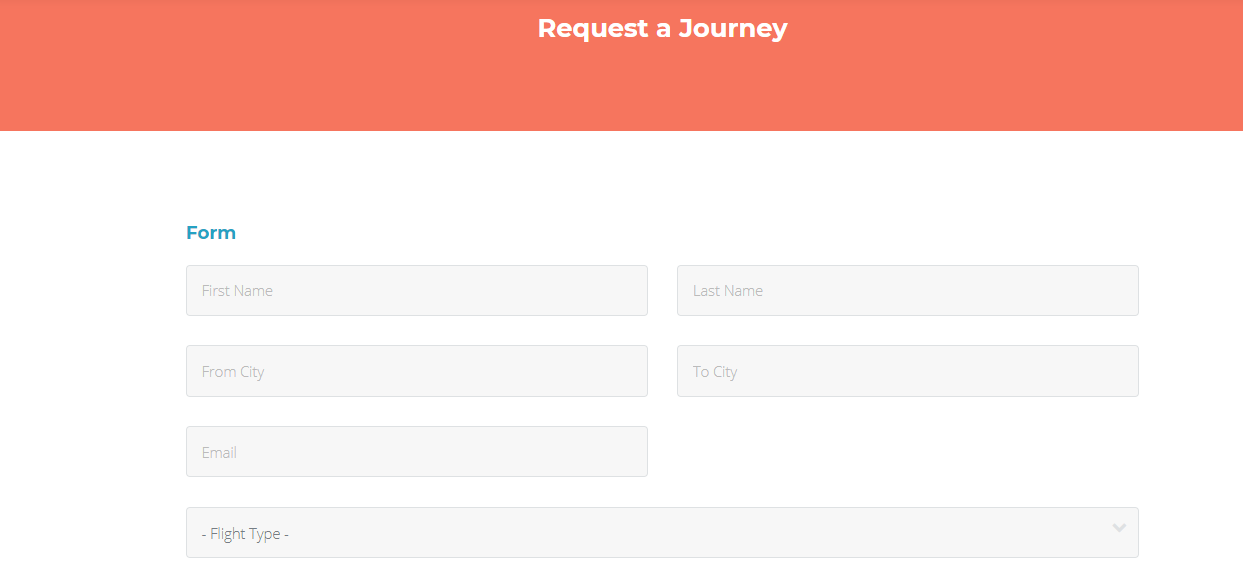 Request a Journey
Form
First Name
Last Name
From City
To City
Email
- Flight Type -